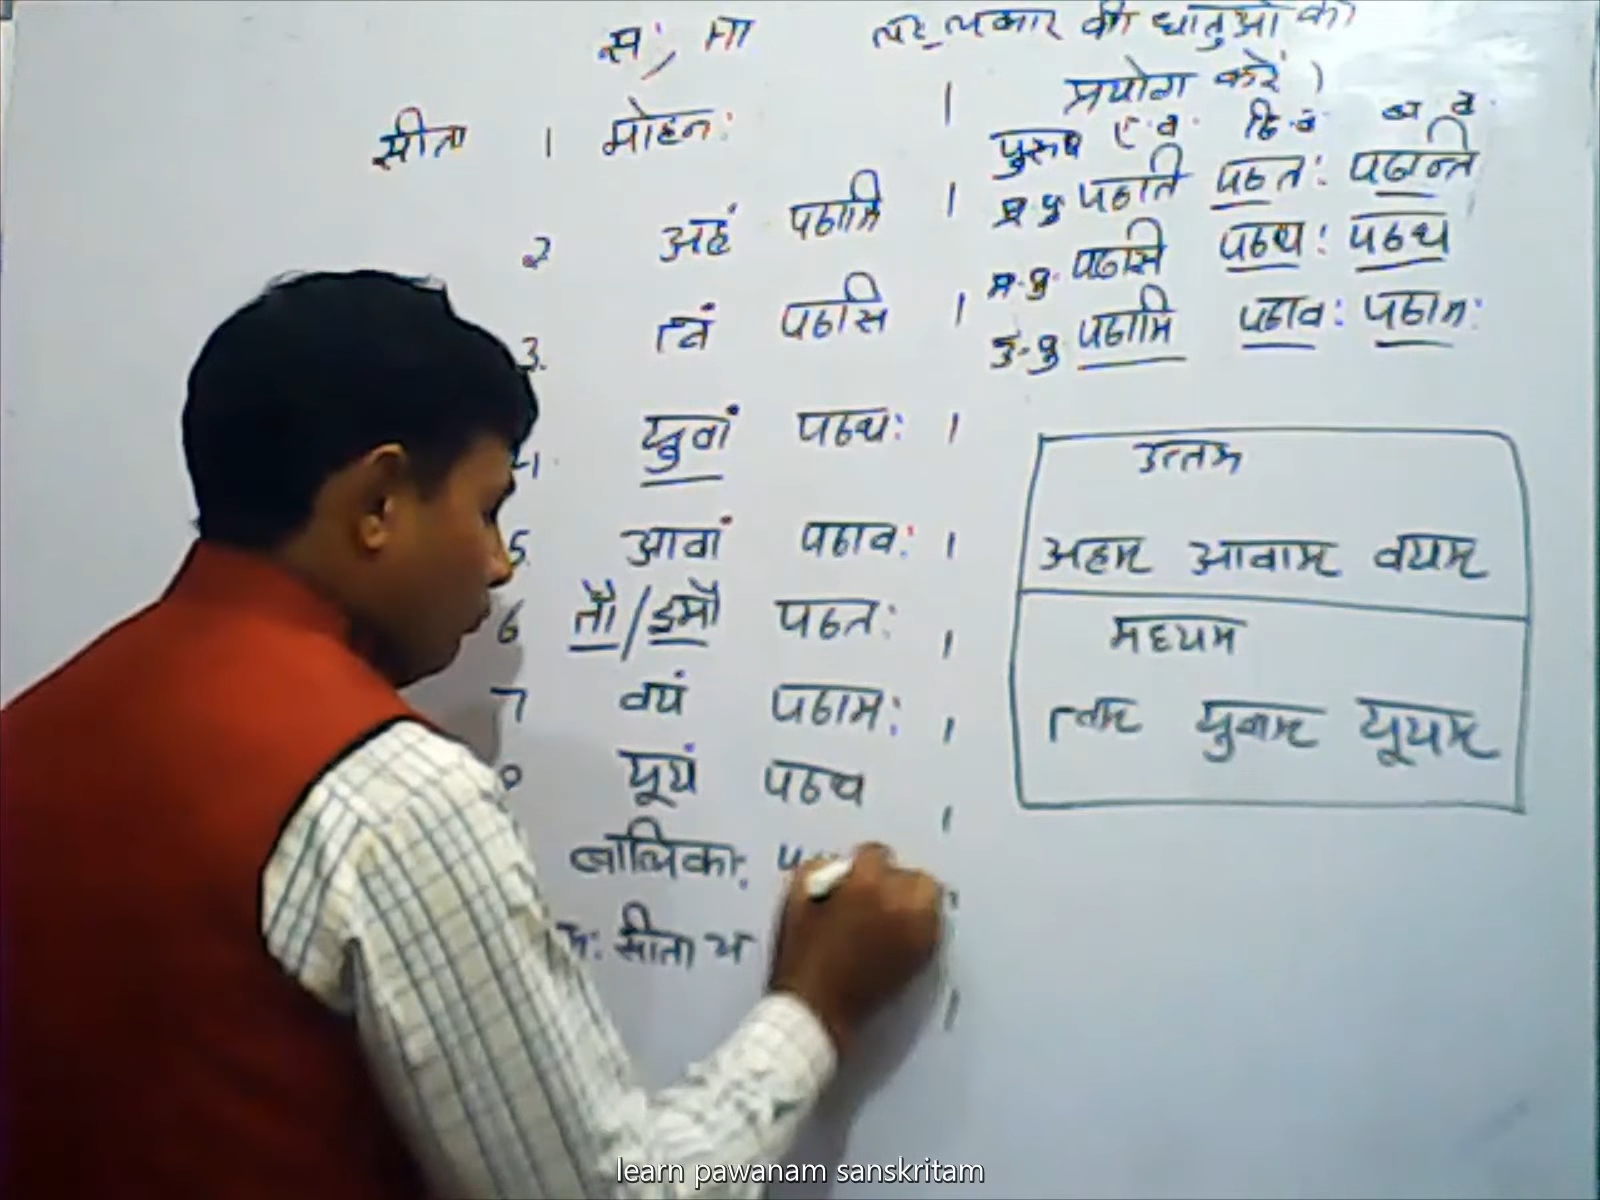 सः, सा लट् लकार की धातुओं का
प्रयोग करें।
सीता । मोहनः ।
पुरुष ए.व. द्वि.व. ब.व.
प्र.पु पठति पठतः पठान्ति
2 अहं पठामि ।
म.पु. पठसि पठथः पठथ
3. त्वं पठसि ।
उ.पु पठामि पठावः पठामः
4. युवां पठथः ।
5. आवां पठावः ।
6 तौ/इमौ पठतः ।
7 वयं पठामः ।
यूयं पठथ ।
बालिकाः
सीता च
उत्तम
अहम् आवाम् वयम्
मध्यम
त्वम् युवाम् यूयम्
learn pawanam sanskritam